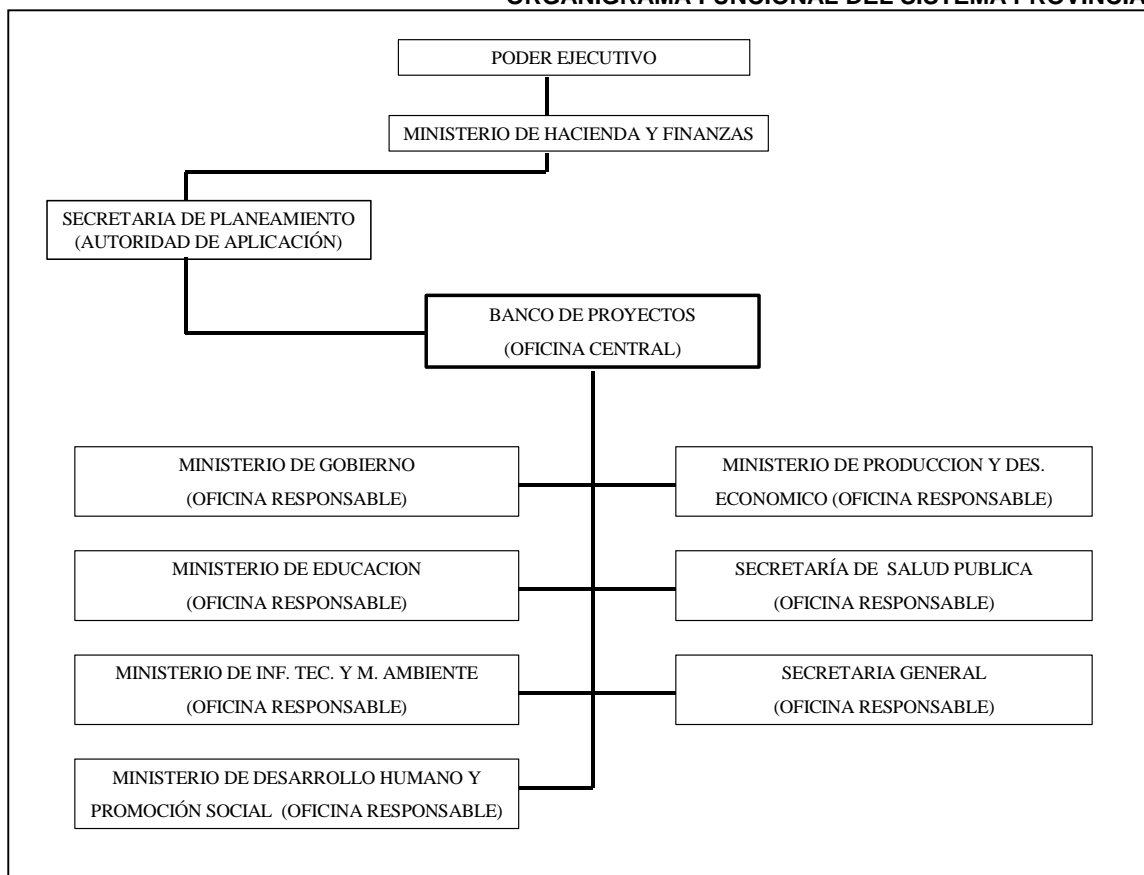 ORGANIGRAMA FUNCIONAL DEL SISTEMA PROVINCIA
PODER EJECUTIVO
MINISTERIO DE HACIENDA Y FINANZAS
SECRETARIA DE PLANEAMIENTO
(AUTORIDAD DE APLICACIÓN)
BANCO DE PROYECTOS
(OFICINA CENTRAL)
MINISTERIO DE GOBIERNO
(OFICINA RESPONSABLE)
MINISTERIO DE PRODUCCION Y DES.
ECONOMICO (OFICINA RESPONSABLE)
MINISTERIO DE EDUCACION
(OFICINA RESPONSABLE)
SECRETARÍA DE SALUD PUBLICA
(OFICINA RESPONSABLE)
MINISTERIO DE INF. TEC. Y M. AMBIENTE
(OFICINA RESPONSABLE)
SECRETARIA GENERAL
(OFICINA RESPONSABLE)
MINISTERIO DE DESARROLLO HUMANO Y
PROMOCIÓN SOCIAL (OFICINA RESPONSABLE)